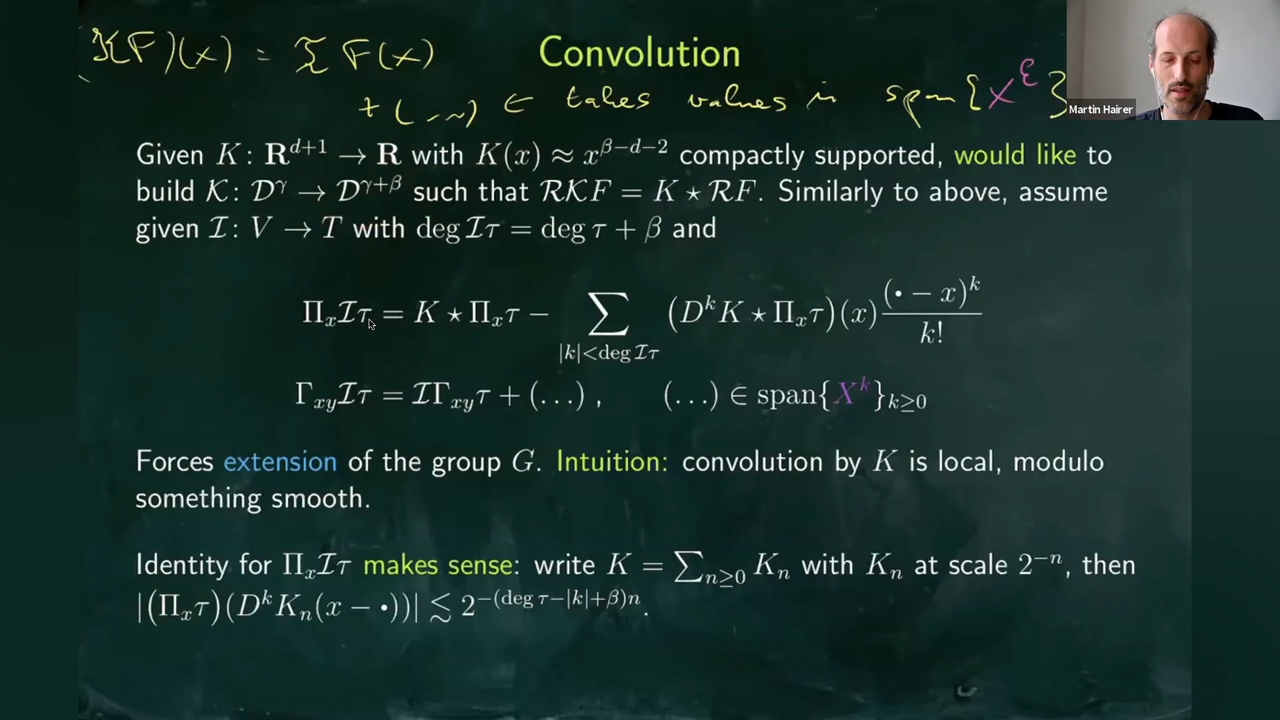 (𝒦F)(x) = ℐ F(x)
Convolution
+ (...) ∈ takes values in span{X^k}
Martin Hairer
Given K: R^{d+1} → R with K(x) ≈ x^{β−d−2} compactly supported, would like to
build 𝒦: 𝒟^γ → 𝒟^{γ+β} such that ℛ𝒦F = K ⋆ ℛF. Similarly to above, assume
given ℐ: V → T with deg ℐτ = deg τ + β and
Π_xℐτ = K ⋆ Π_xτ − ∑_{|k|<deg ℐτ} (D^kK ⋆ Π_xτ)(x) (• − x)^k / k!
Γ_{xy}ℐτ = ℐΓ_{xy}τ + (…) , (…) ∈ span{X^k}_{k≥0}
Forces extension of the group G. Intuition: convolution by K is local, modulo
something smooth.
Identity for Π_xℐτ makes sense: write K = ∑_{n≥0} K_n with K_n at scale 2^{−n}, then
|(Π_xτ)(D^kK_n(x − •))| ≲ 2^{−(deg τ−|k|+β)n}.